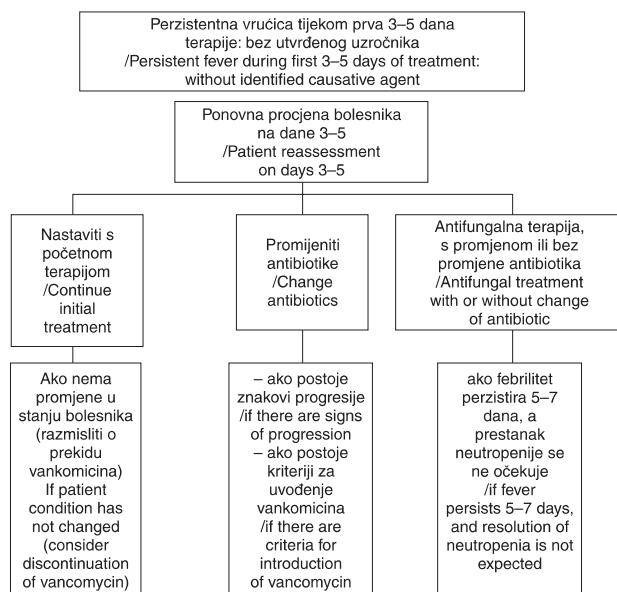 Perzistentna vrućica tijekom prva 3–5 dana
terapije: bez utvrđenog uzročnika
/Persistent fever during first 3–5 days of treatment:
without identified causative agent
Ponovna procjena bolesnika
na dane 3–5
/Patient reassessment
on days 3–5
Nastaviti s
početnom
terapijom
/Continue
initial
treatment
Promijeniti
antibiotike
/Change
antibiotics
Antifungalna terapija,
s promjenom ili bez
promjene antibiotika
/Antifungal treatment
with or without change
of antibiotic
Ako nema
promjene u
stanju bolesnika
(razmisliti o
prekidu
vankomicina)
If patient
condition has
not changed
(consider
discontinuation
of vancomycin)
– ako postoje
znakovi progresije
/if there are signs
of progression
– ako postoje
kriteriji za
uvođenje
vankomicina
/if there are
criteria for
introduction
of vancomycin
ako febrilitet
perzistira 5–7
dana, a
prestanak
neutropenije se
ne očekuje
/if fever
persists 5–7 days,
and resolution of
neutropenia is not
expected